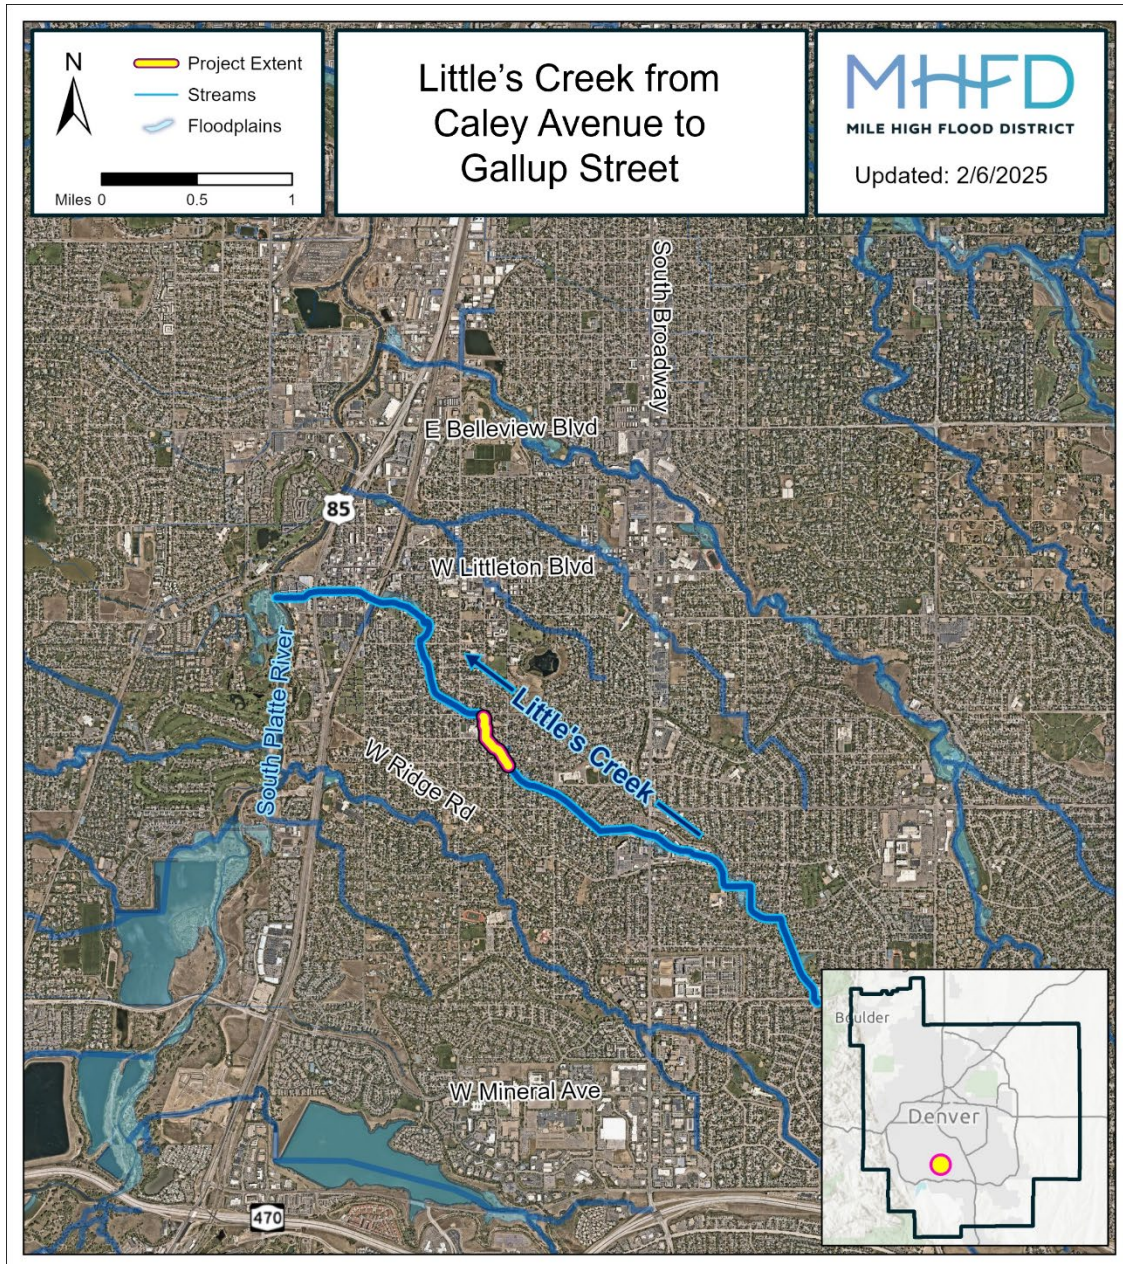 N
Project Extent
Streams
Floodplains
Miles 0 0.5 1
Little's Creek from
Caley Avenue to
Gallup Street
MHFD
MILE HIGH FLOOD DISTRICT
Updated: 2/6/2025
South Broadway
E Belleview Blvd
85
W Littleton Blvd
South Platte River
Little's Creek
W Ridge Rd
W Mineral Ave
470
Boulder
Denver